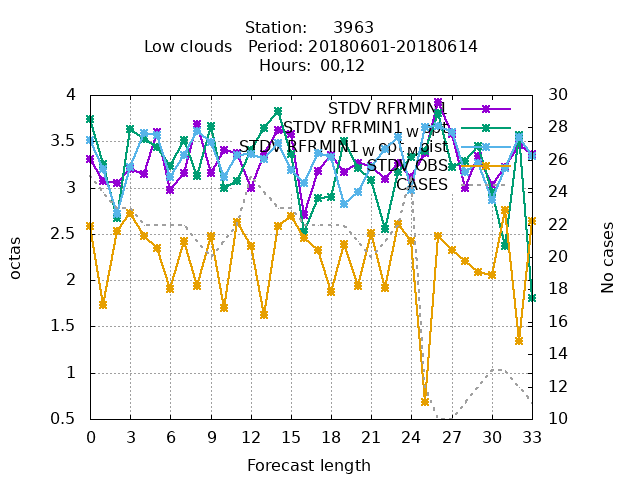 Station: 3963
Low clouds Period: 20180601-20180614
Hours: 00,12
STDV RFRMIN1
STDV RFRMIN1_W_opt
STDV RFRMIN1_W_opt_Moist
STDV OBS
CASES
4
3.5
3
2.5
2
1.5
1
0.5
30
28
26
24
22
20
18
16
14
12
10
octas
No cases
0 3 6 9 12 15 18 21 24 27 30 33
Forecast length